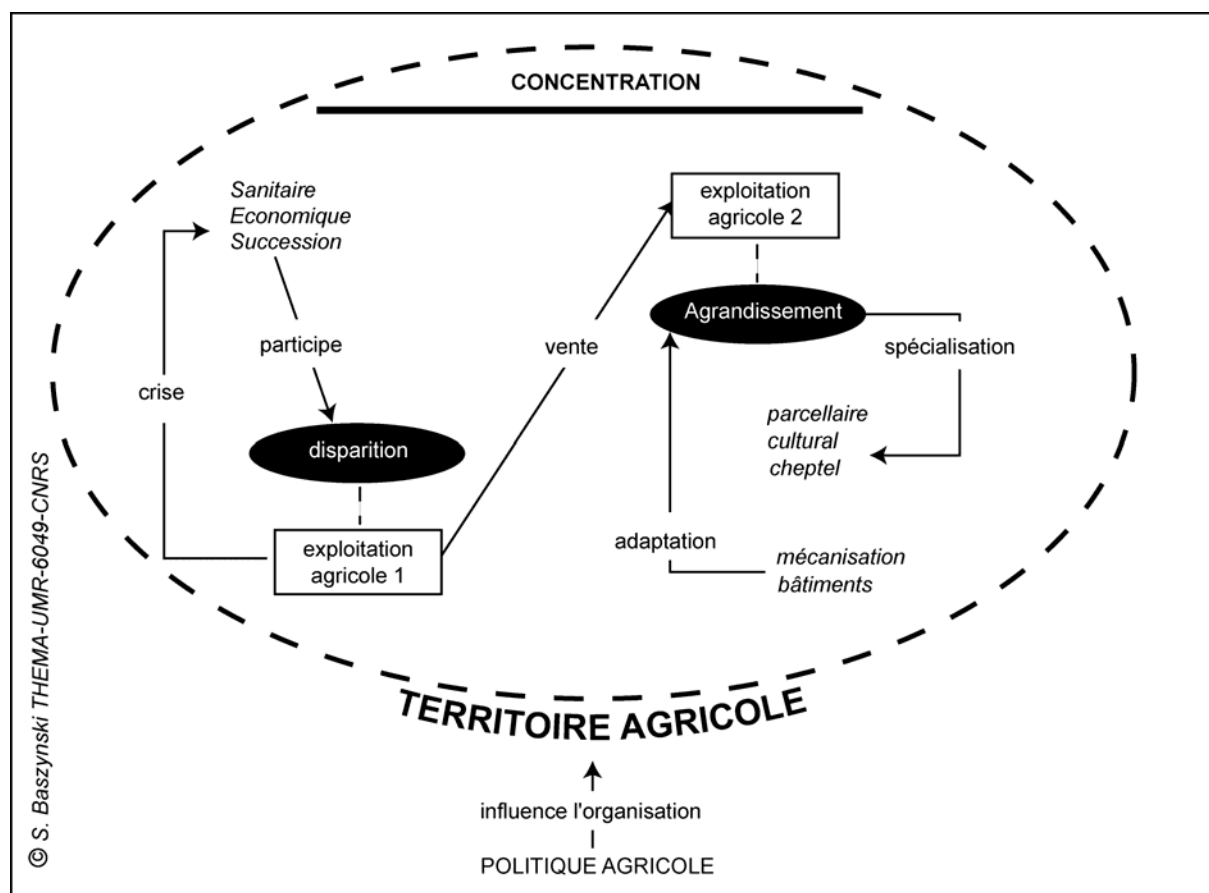 CONCENTRATION
Sanitaire
Economique
Succession
exploitation
agricole 2
Agrandissement
participe
vente
spécialisation
crise
parcellaire
cultural
cheptel
disparition
exploitation
agricole 1
adaptation
mécanisation
bâtiments
TERRITOIRE AGRICOLE
influence l'organisation
POLITIQUE AGRICOLE
© S. Baszynski THEMA-UMR-6049-CNRS